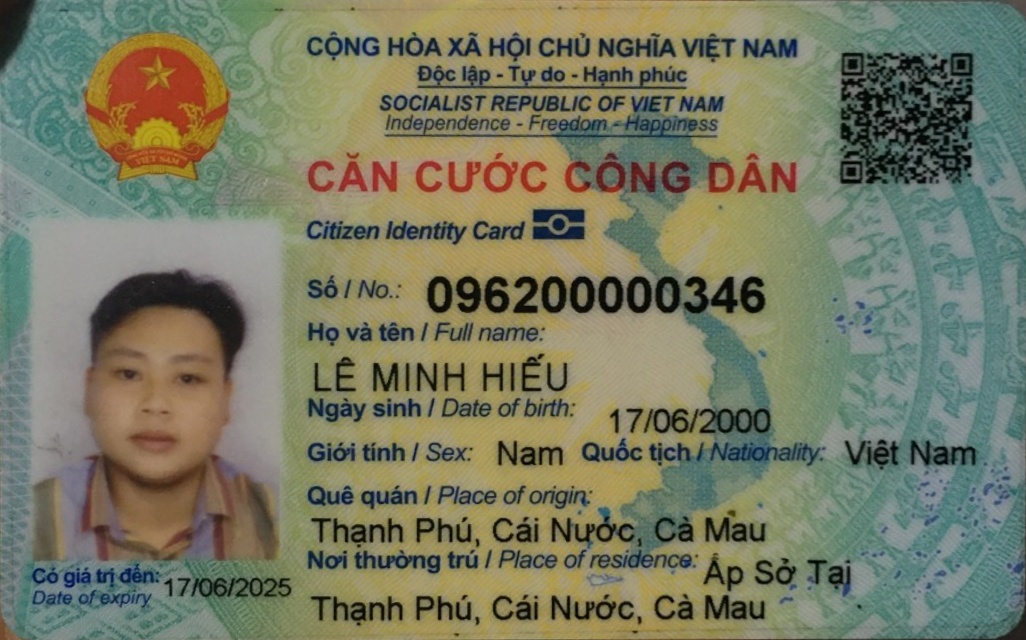 CỘNG HÒA XÃ HỘI CHỦ NGHĨA VIỆT NAM
Độc lập - Tự do - Hạnh phúc
SOCIALIST REPUBLIC OF VIET NAM
Independence - Freedom - Happiness
CĂN CƯỚC CÔNG DÂN
Citizen Identity Card
Số / No.: 096200000346
Họ và tên / Full name:
LÊ MINH HIẾU
Ngày sinh / Date of birth: 17/06/2000
Giới tính / Sex: Nam Quốc tịch / Nationality: Việt Nam
Quê quán / Place of origin:
Thạnh Phú, Cái Nước, Cà Mau
Nơi thường trú / Place of residence: Ấp Sở Tại
Thạnh Phú, Cái Nước, Cà Mau
Có giá trị đến: 17/06/2025
Date of expiry
VIỆT NAM